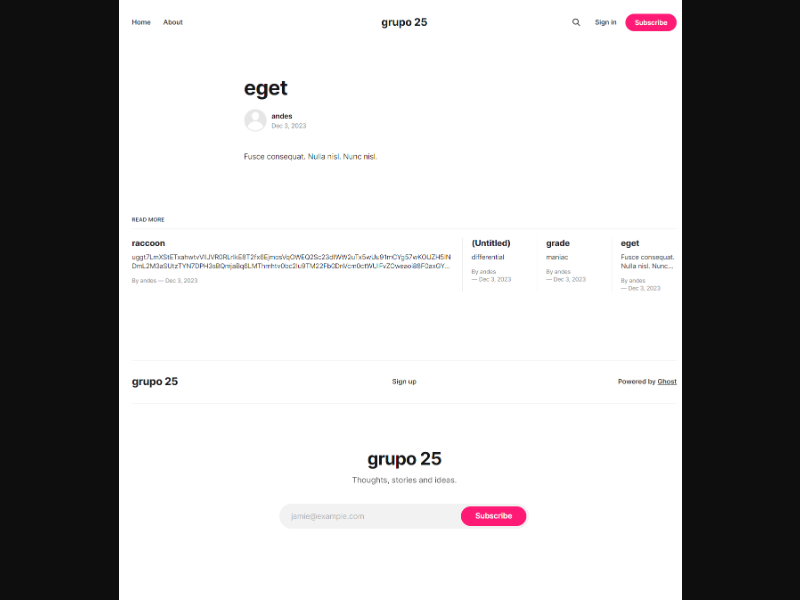 Home About grupo 25 Sign in Subscribe
eget
andes
Dec 3, 2023
Fusce consequat. Nulla nisl. Nunc nisl.
READ MORE
raccoon
By andes — Dec 3, 2023
(Untitled)
differential
By andes
— Dec 3, 2023
grade
maniac
By andes
— Dec 3, 2023
eget
Fusce consequat.
Nulla nisl. Nunc...
By andes
— Dec 3, 2023
grupo 25 Sign up Powered by Ghost
grupo 25
Thoughts, stories and ideas.
jamie@example.com Subscribe